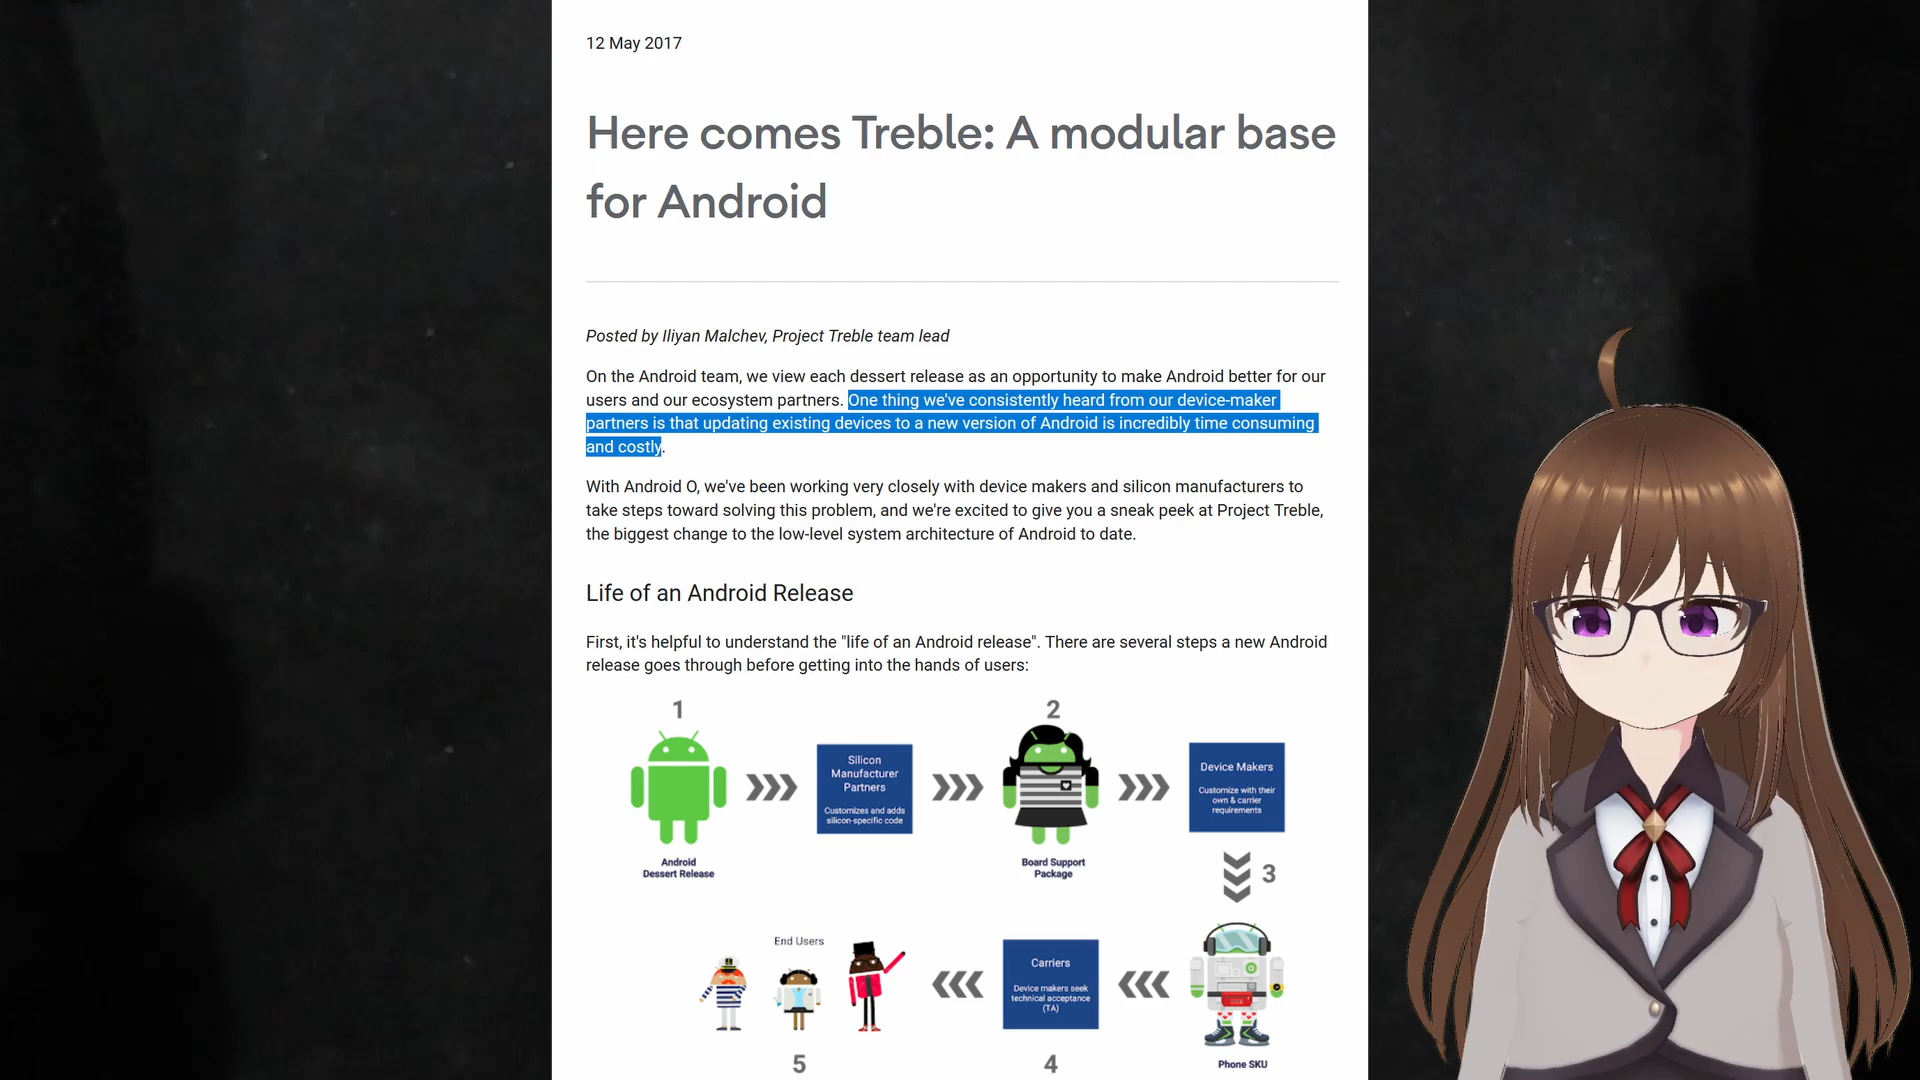 12 May 2017
Here comes Treble: A modular base
for Android
Posted by Iliyan Malchev, Project Treble team lead
On the Android team, we view each dessert release as an opportunity to make Android better for our
users and our ecosystem partners. One thing we've consistently heard from our device-maker
partners is that updating existing devices to a new version of Android is incredibly time consuming
and costly.
With Android O, we've been working very closely with device makers and silicon manufacturers to
take steps toward solving this problem, and we're excited to give you a sneak peek at Project Treble,
the biggest change to the low-level system architecture of Android to date.
Life of an Android Release
First, it's helpful to understand the "life of an Android release". There are several steps a new Android
release goes through before getting into the hands of users:
1
Android
Dessert Release
Silicon
Manufacturer
Partners
Customizes and adds
silicon-specific code
2
Board Support
Package
Device Makers
Customize with their
own & carrier
requirements
3
Phone SKU
Carriers
Device makers seek
technical acceptance
(TA)
4
End Users
5